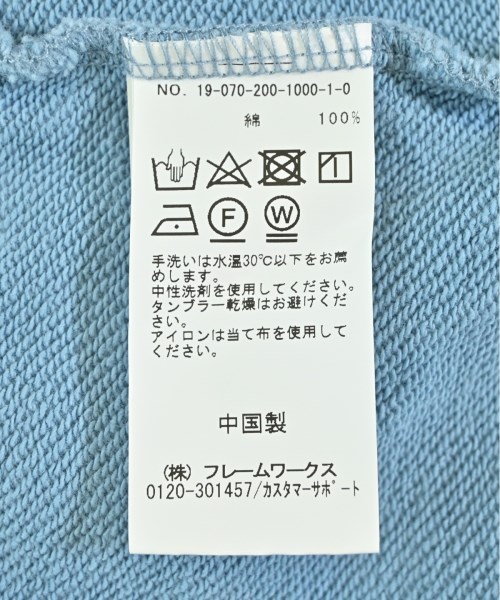 NO. 19-070-200-1000-1-0
綿 100%
F W
手洗いは水温30℃以下をお薦
めします。
中性洗剤を使用してください。
タンブラー乾燥はお避けくだ
さい。
アイロンは当て布を使用して
ください。
中国製
(株) フレームワークス
0120-301457/ｶｽﾀﾏｰｻﾎﾟｰﾄ